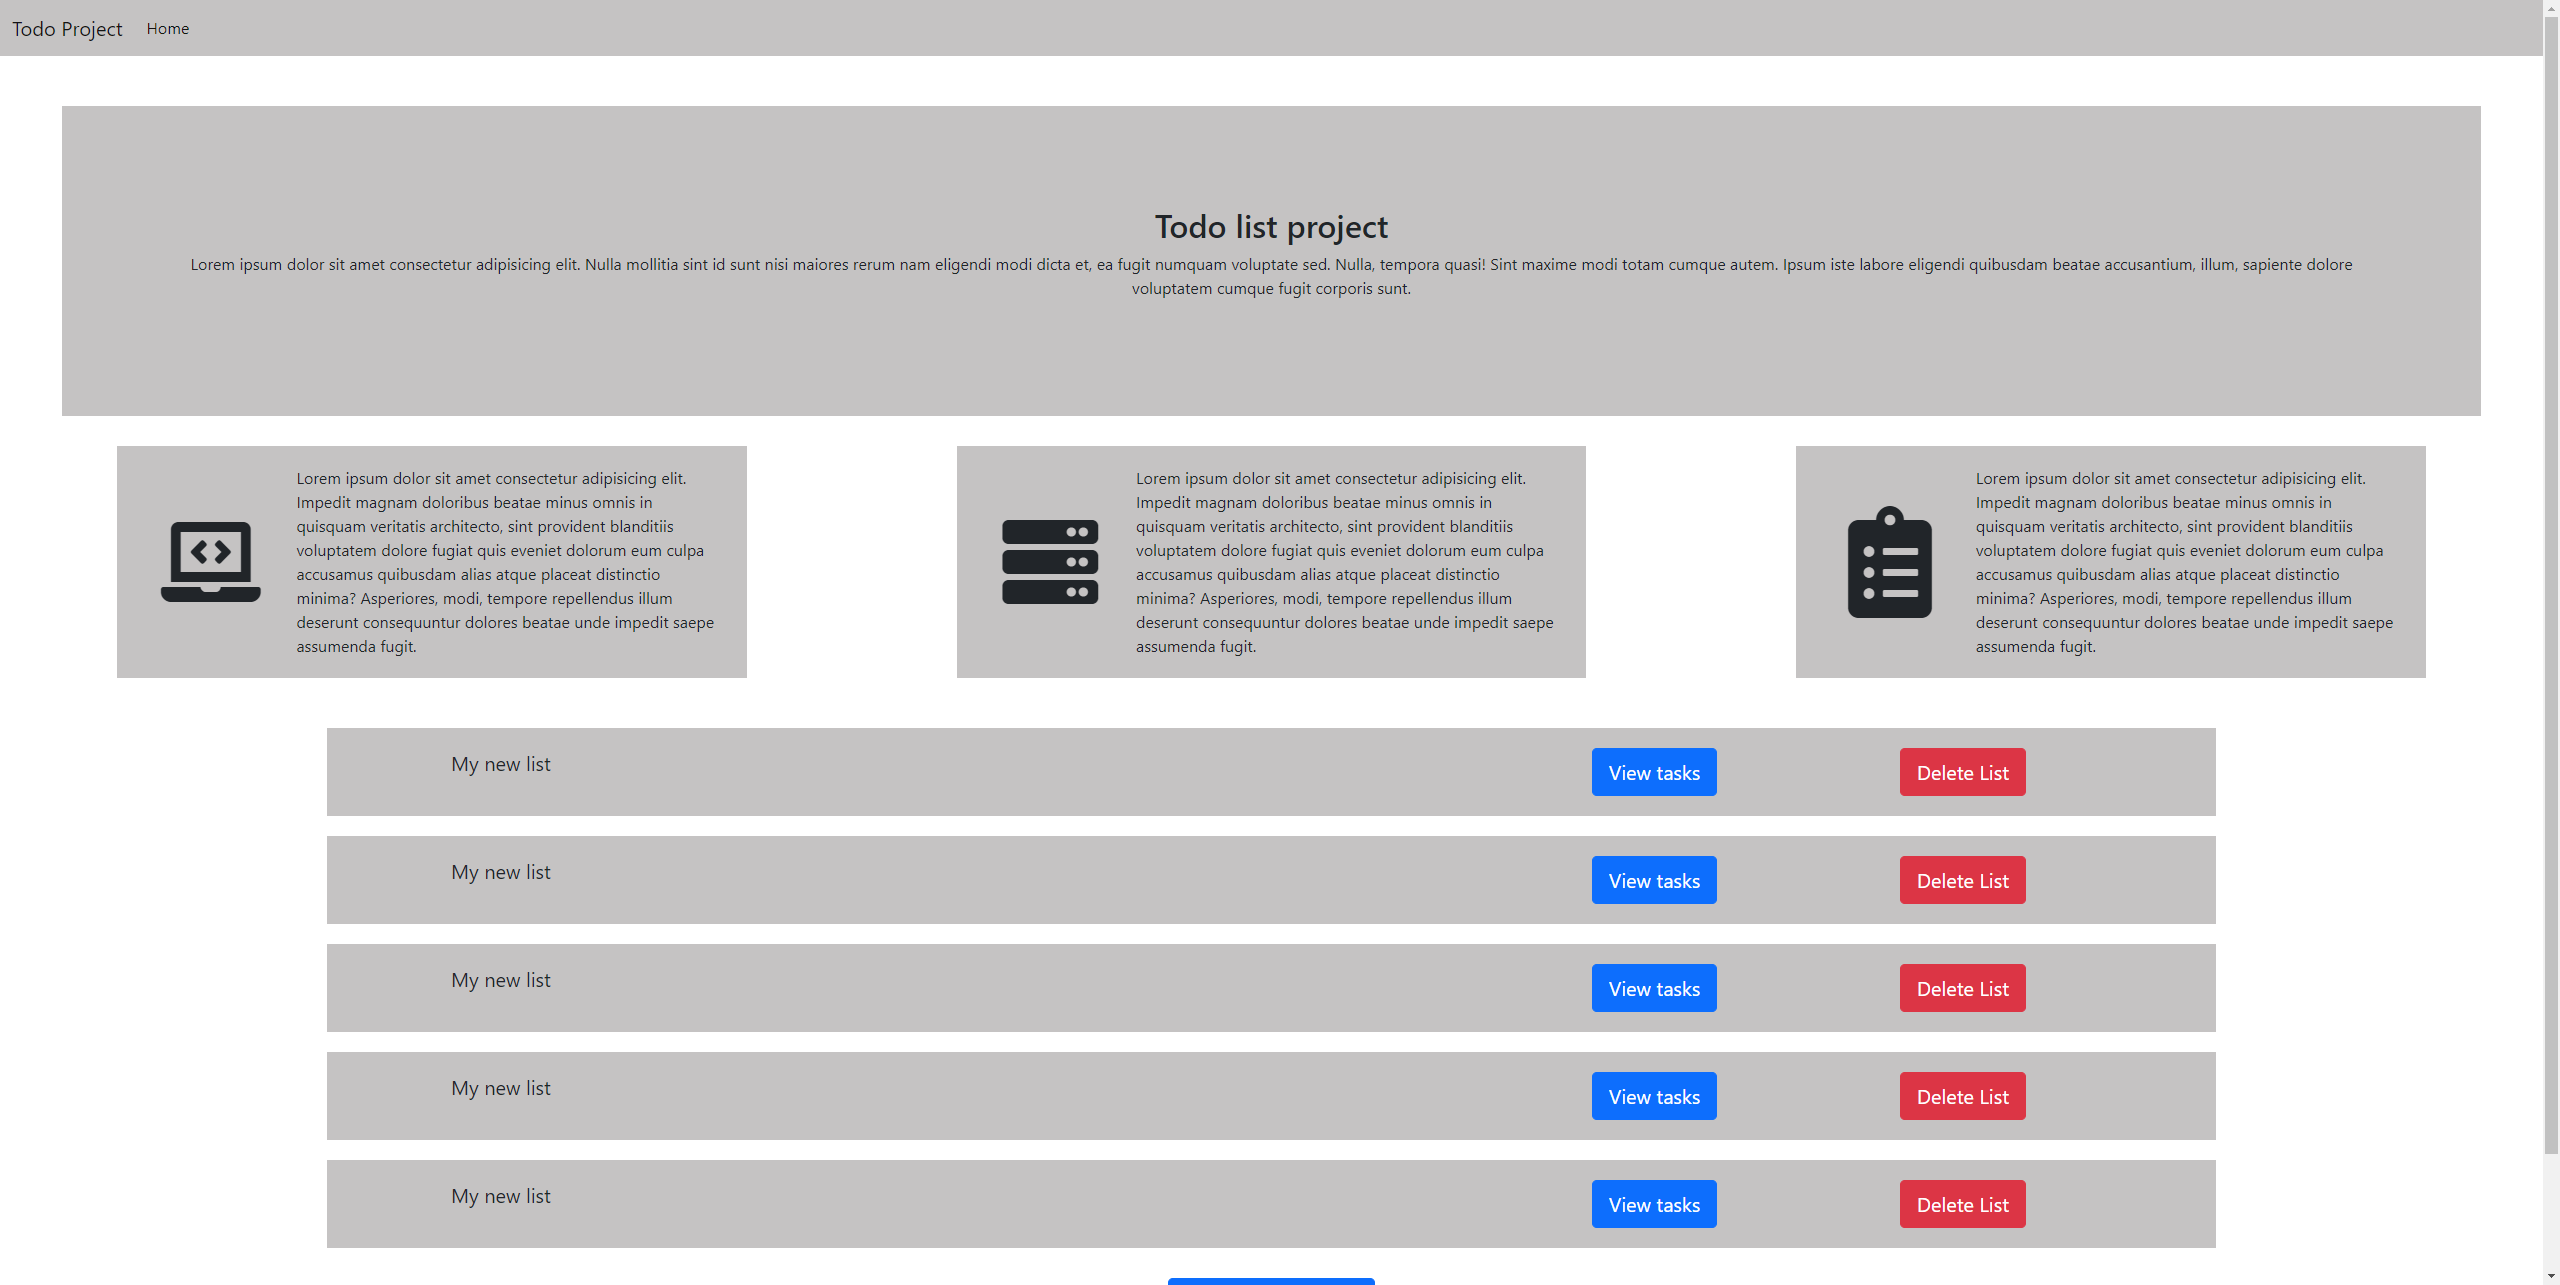 Todo Project Home
Todo list project
Lorem ipsum dolor sit amet consectetur adipisicing elit. Nulla mollitia sint id sunt nisi maiores rerum nam eligendi modi dicta et, ea fugit numquam voluptate sed. Nulla, tempora quasi! Sint maxime modi totam cumque autem. Ipsum iste labore eligendi quibusdam beatae accusantium, illum, sapiente dolore
voluptatem cumque fugit corporis sunt.
Lorem ipsum dolor sit amet consectetur adipisicing elit.
Impedit magnam doloribus beatae minus omnis in
quisquam veritatis architecto, sint provident blanditiis
voluptatem dolore fugiat quis eveniet dolorum eum culpa
accusamus quibusdam alias atque placeat distinctio
minima? Asperiores, modi, tempore repellendus illum
deserunt consequuntur dolores beatae unde impedit saepe
assumenda fugit.
Lorem ipsum dolor sit amet consectetur adipisicing elit.
Impedit magnam doloribus beatae minus omnis in
quisquam veritatis architecto, sint provident blanditiis
voluptatem dolore fugiat quis eveniet dolorum eum culpa
accusamus quibusdam alias atque placeat distinctio
minima? Asperiores, modi, tempore repellendus illum
deserunt consequuntur dolores beatae unde impedit saepe
assumenda fugit.
Lorem ipsum dolor sit amet consectetur adipisicing elit.
Impedit magnam doloribus beatae minus omnis in
quisquam veritatis architecto, sint provident blanditiis
voluptatem dolore fugiat quis eveniet dolorum eum culpa
accusamus quibusdam alias atque placeat distinctio
minima? Asperiores, modi, tempore repellendus illum
deserunt consequuntur dolores beatae unde impedit saepe
assumenda fugit.
My new list View tasks Delete List
My new list View tasks Delete List
My new list View tasks Delete List
My new list View tasks Delete List
My new list View tasks Delete List